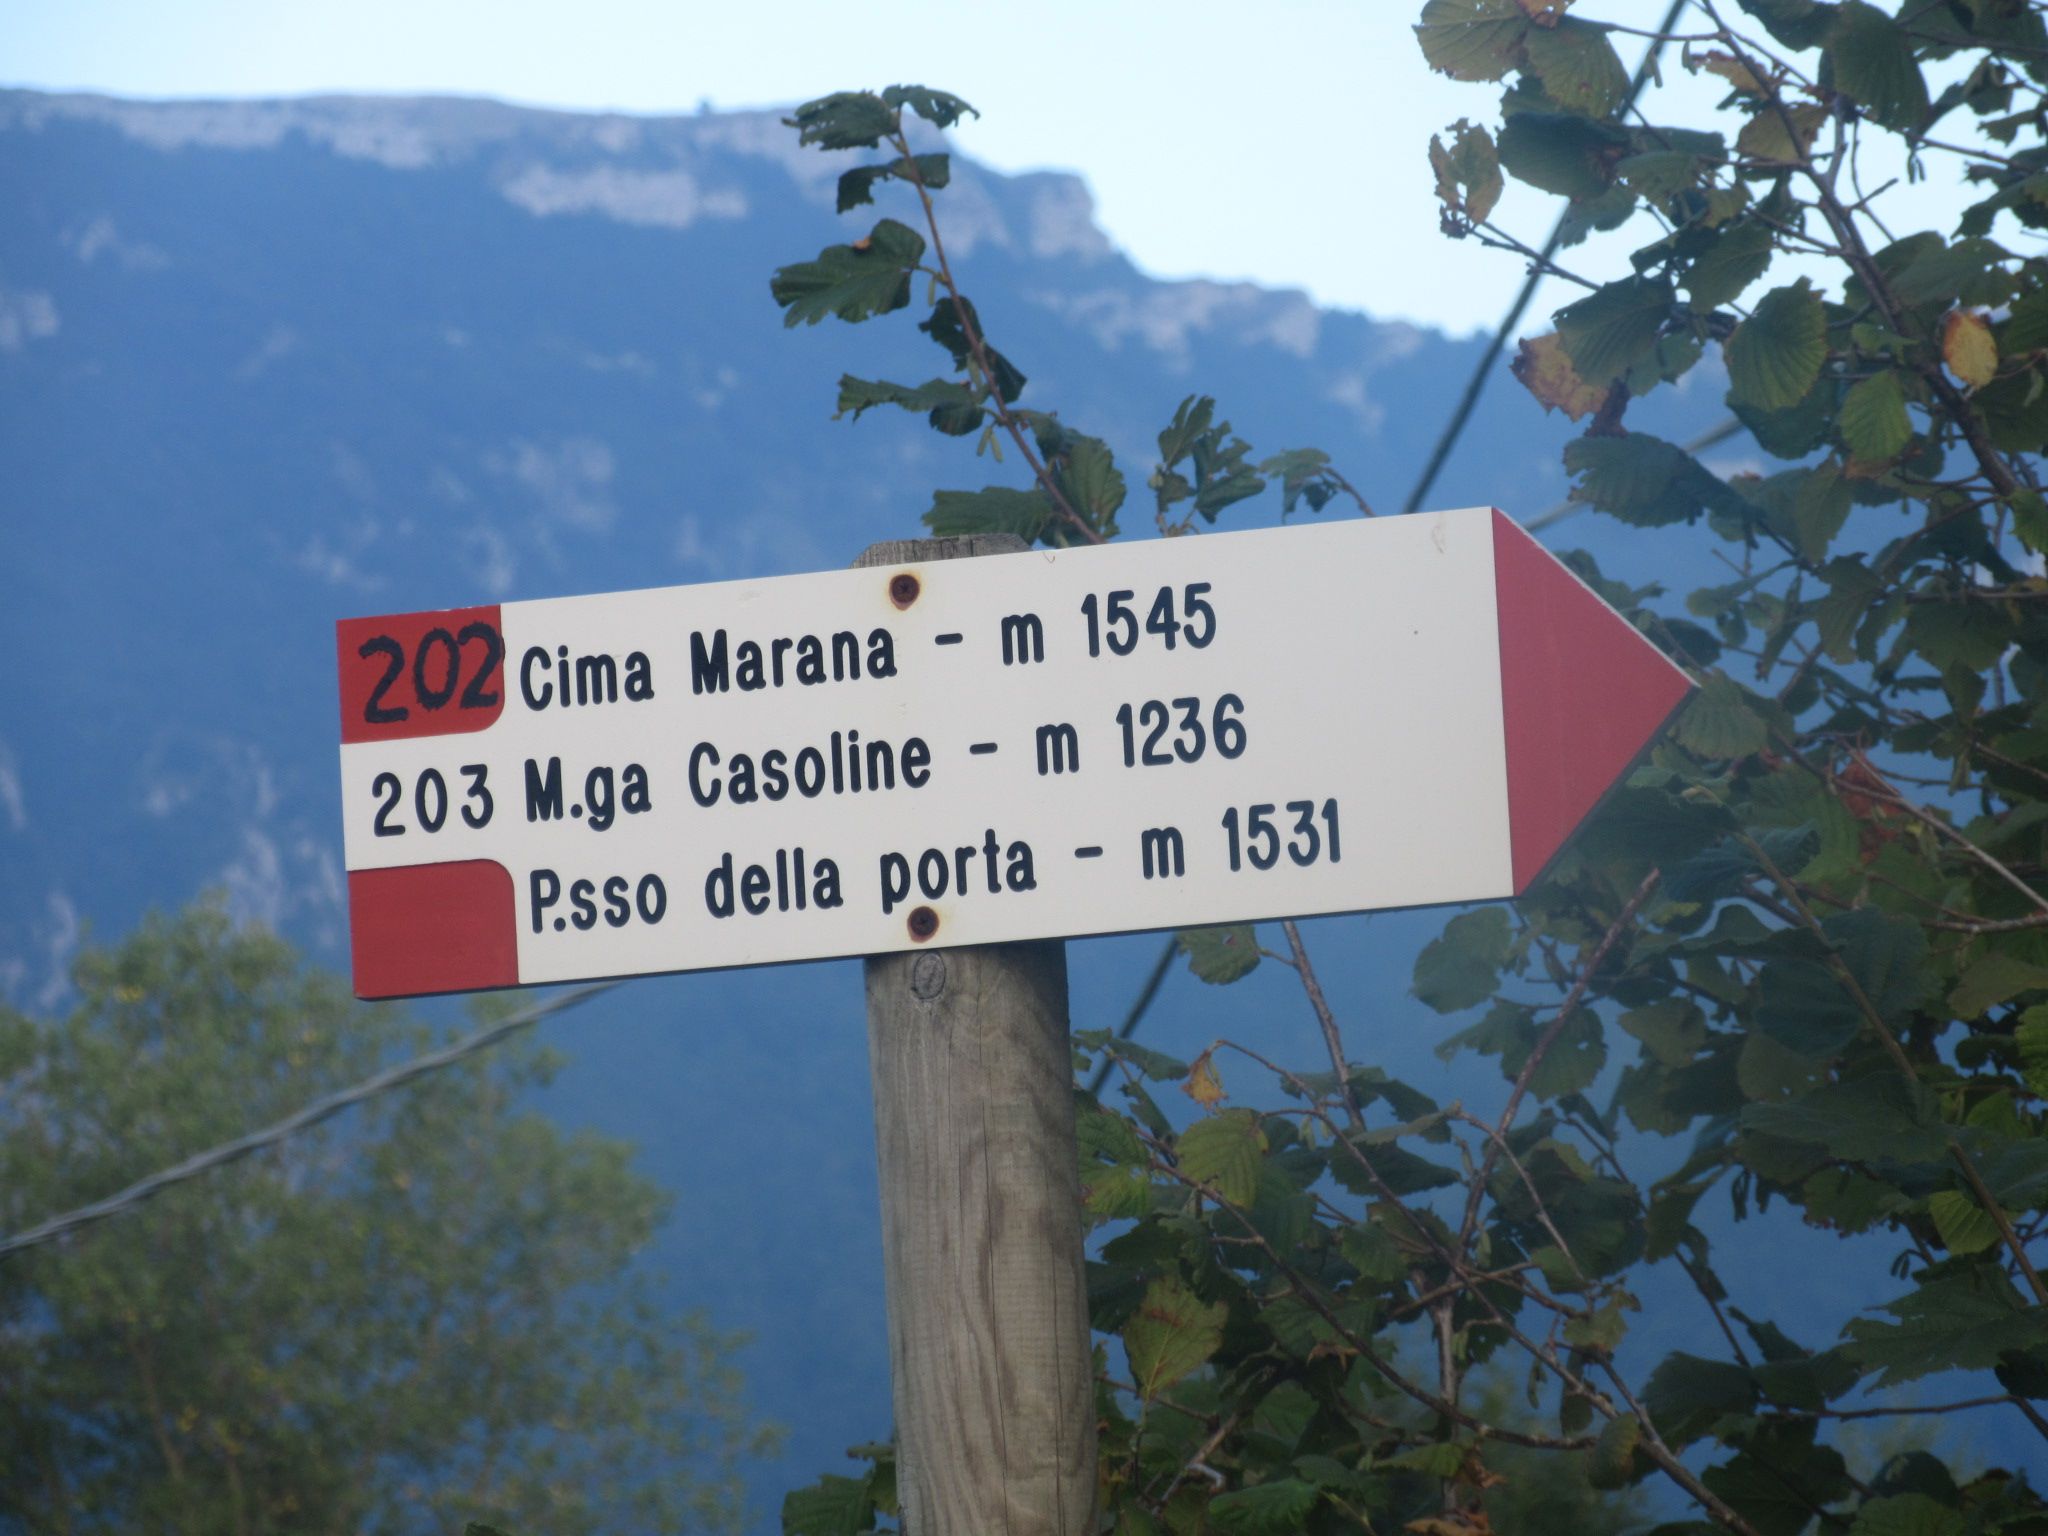 202 Cima Marana - m 1545
203 M.ga Casoline - m 1236
P.sso della porta - m 1531